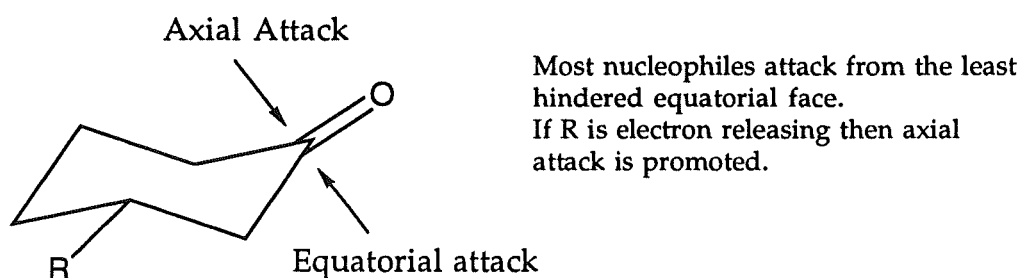 Axial Attack
O
Most nucleophiles attack from the least
hindered equatorial face.
If R is electron releasing then axial
attack is promoted.
R
Equatorial attack